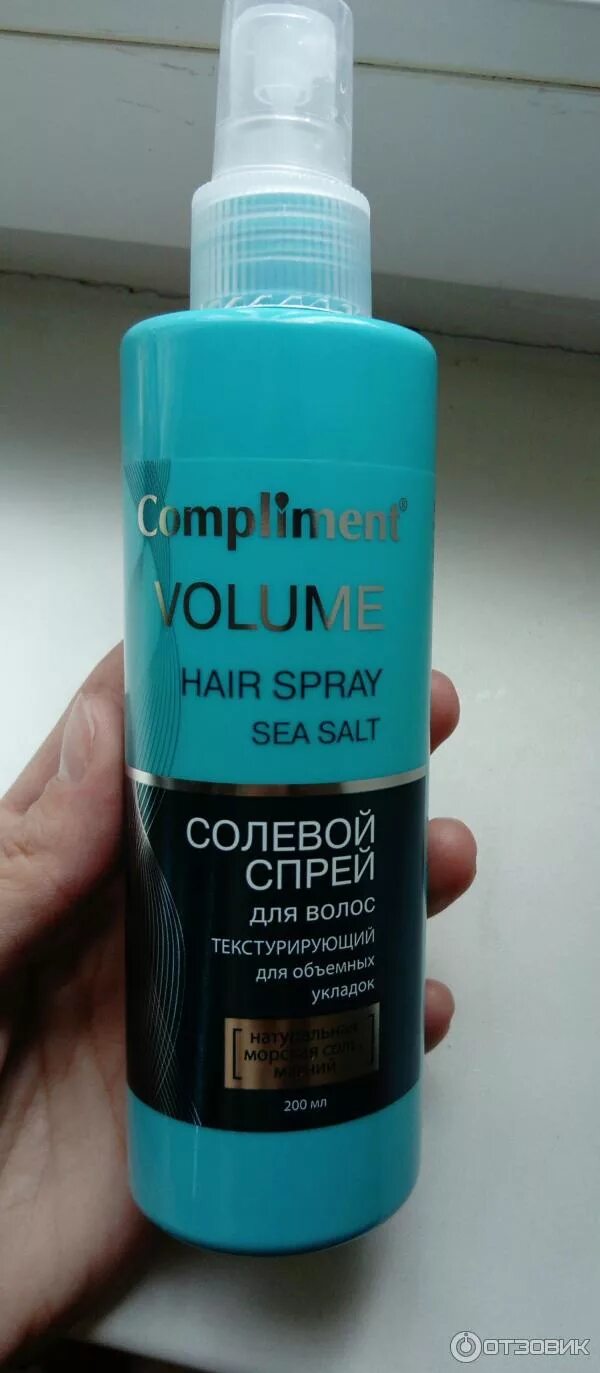 Compliment®
VOLUME
HAIR SPRAY
SEA SALT
СОЛЕВОЙ
СПРЕЙ
для волос
ТЕКСТУРИРУЮЩИЙ
для объемных
укладок
натуральная
морская соль,
магний
200 мл
ОТЗОВИК